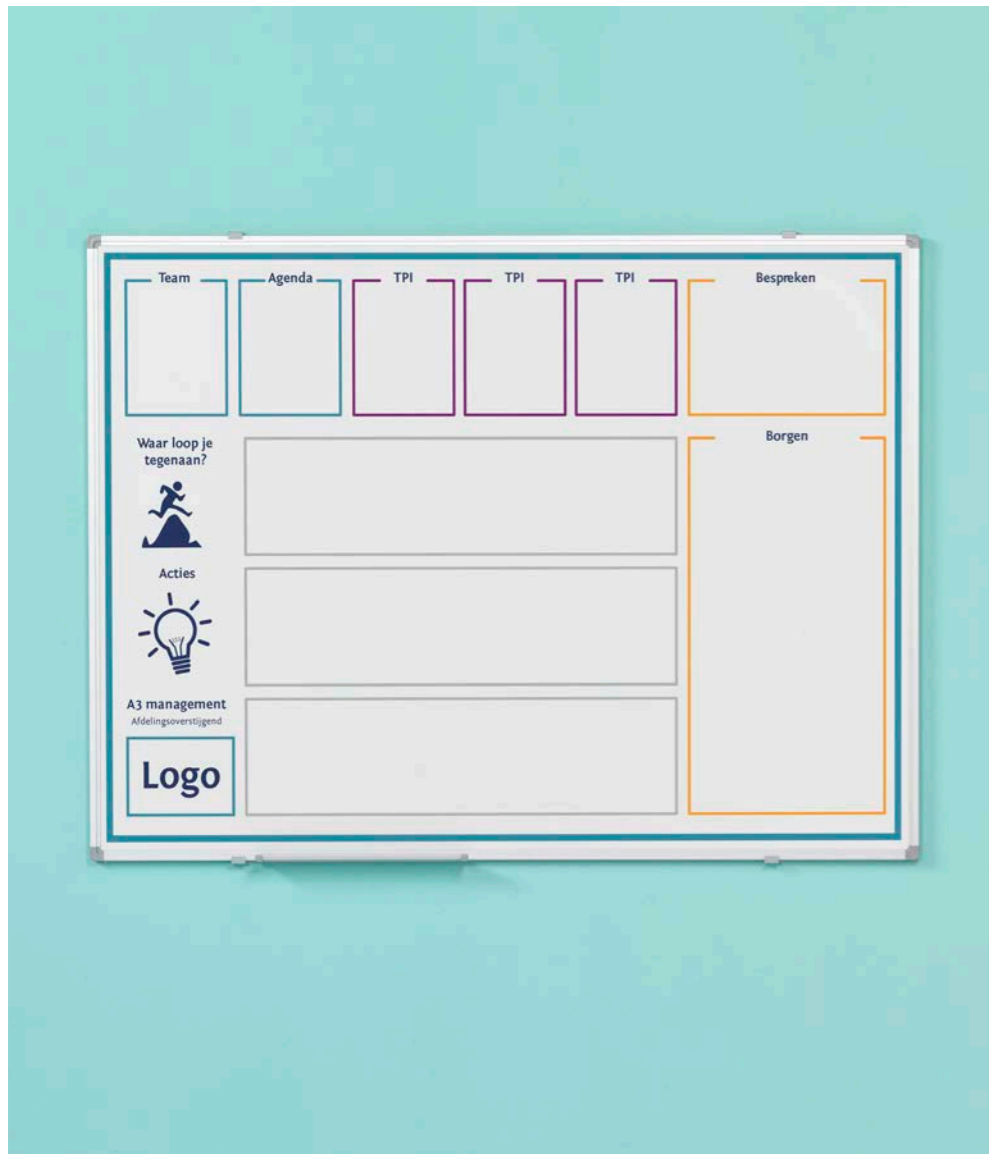 Team
Agenda
TPI
TPI
TPI
Bespreken
Waar loop je
tegenaan?
Borgen
Acties
A3 management
Afdelingsoverstijgend
Logo